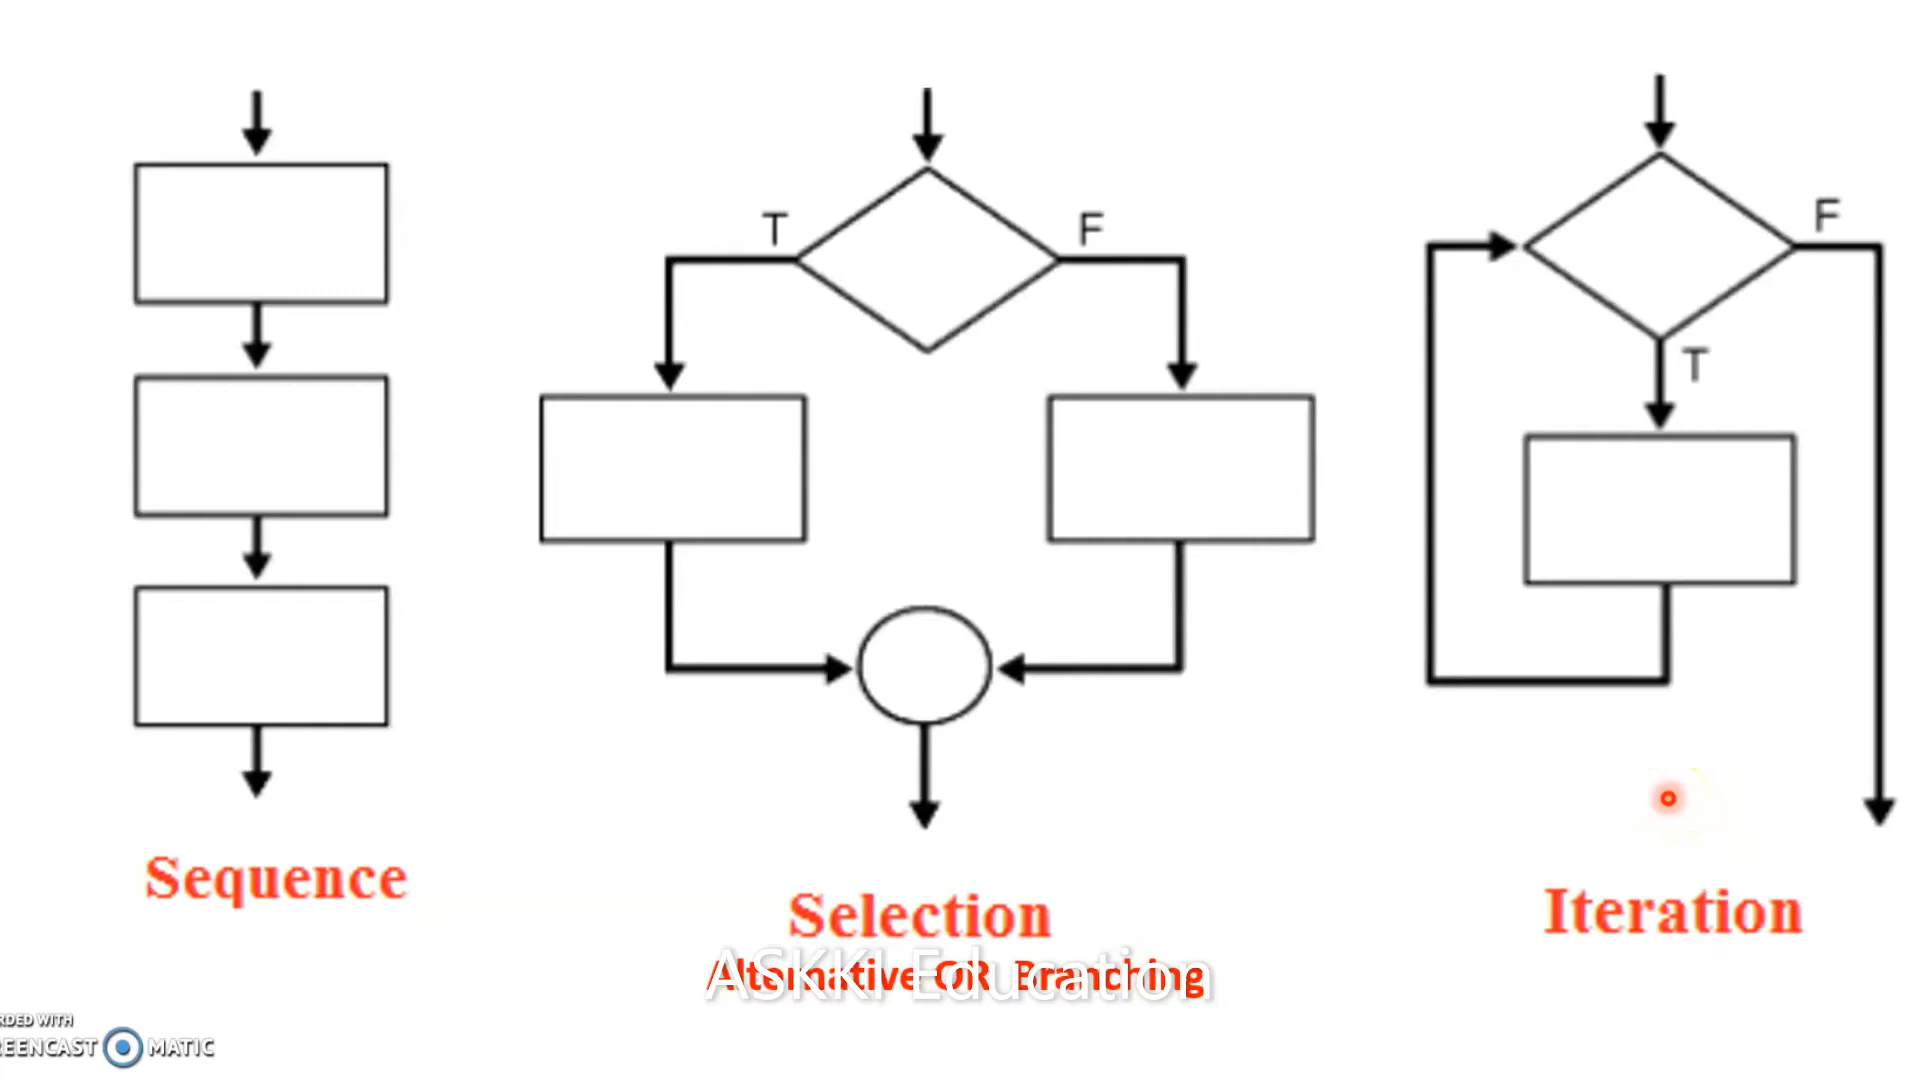 T
F
F
T
Sequence
Selection
Iteration
Alternative OR Branching
ASKKI Education
RDED WITH
REENCAST MATIC